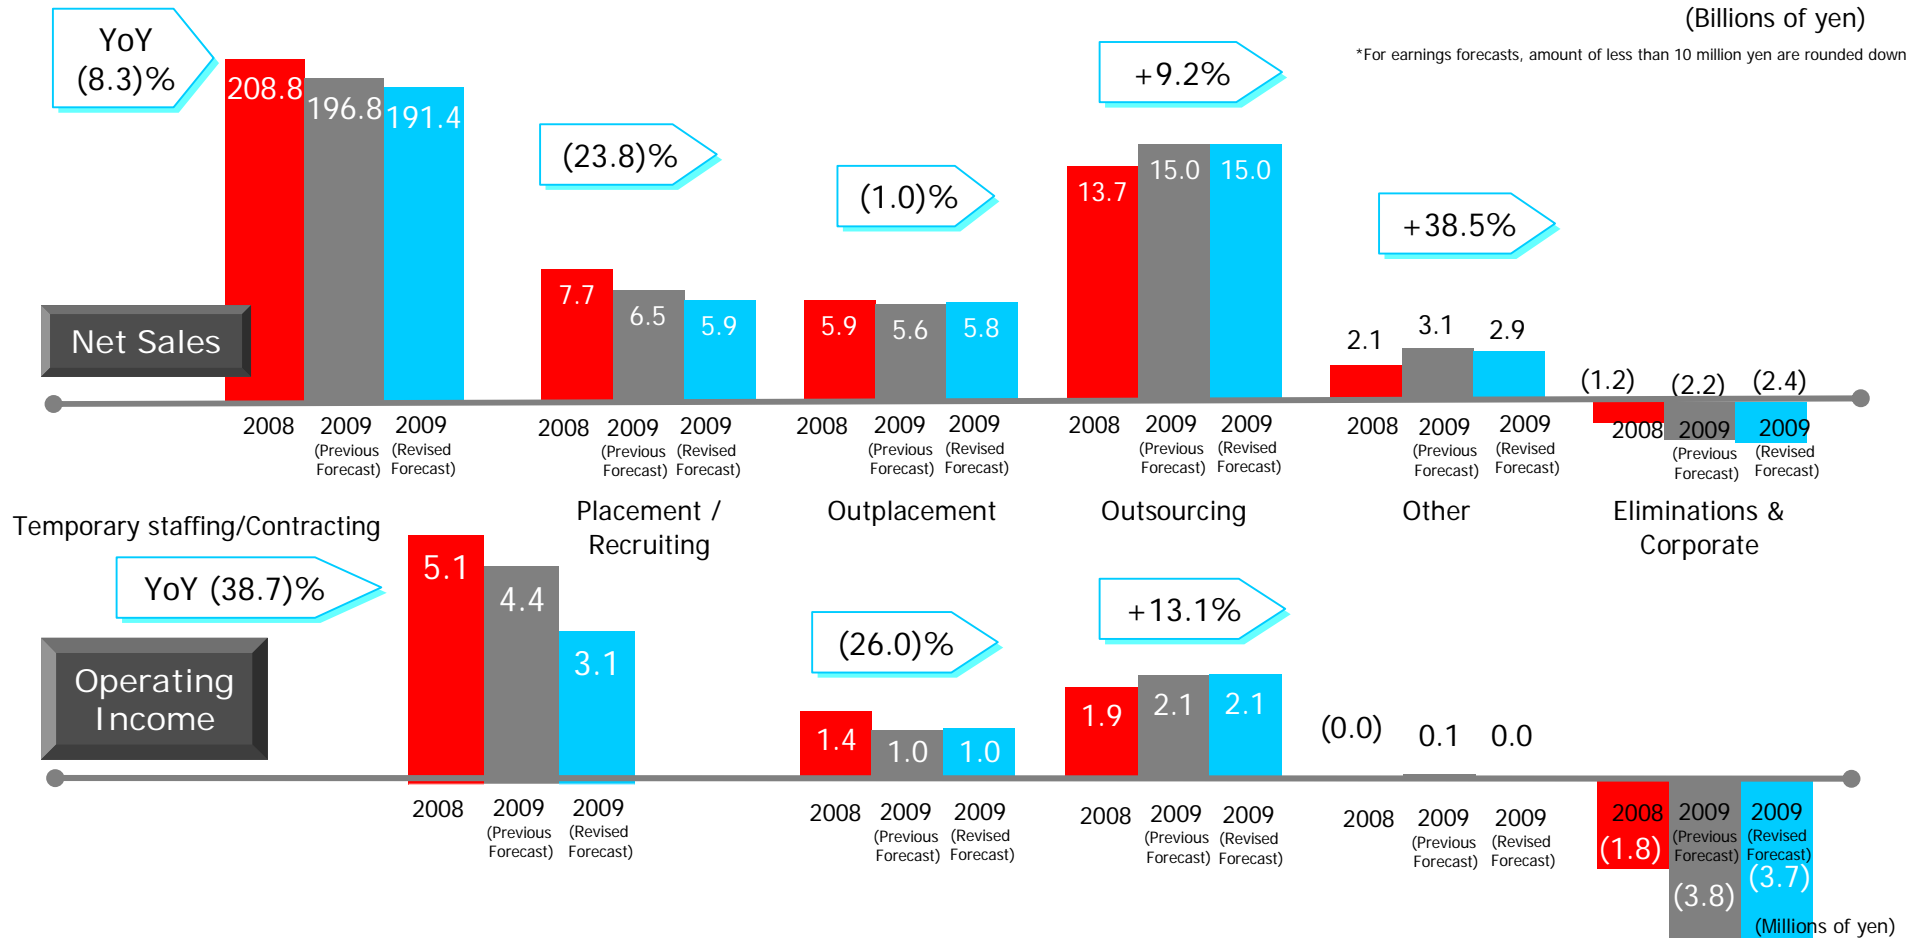 (Billions of yen)
*For earnings forecasts, amount of less than 10 million yen are rounded down
YoY
(8.3)%
(23.8)%
(1.0)%
+9.2%
+38.5%
208.8
196.8
191.4
7.7
6.5
5.9
5.9
5.6
5.8
13.7
15.0
15.0
2.1
3.1
2.9
(1.2)
(2.2)
(2.4)
Net Sales
2008
2009
(Previous
Forecast)
2009
(Revised
Forecast)
2008
2009
(Previous
Forecast)
2009
(Revised
Forecast)
2008
2009
(Previous
Forecast)
2009
(Revised
Forecast)
2008
2009
(Previous
Forecast)
2009
(Revised
Forecast)
2008
2009
(Previous
Forecast)
2009
(Revised
Forecast)
2008
2009
(Previous
Forecast)
2009
(Revised
Forecast)
Temporary staffing/Contracting
Placement /
Recruiting
Outplacement
Outsourcing
Other
Eliminations &
Corporate
YoY (38.7)%
(26.0)%
+13.1%
5.1
4.4
3.1
1.4
1.0
1.0
1.9
2.1
2.1
(0.0)
0.1
0.0
Operating
Income
2008
2009
(Previous
Forecast)
2009
(Revised
Forecast)
2008
2009
(Previous
Forecast)
2009
(Revised
Forecast)
2008
2009
(Previous
Forecast)
2009
(Revised
Forecast)
2008
2009
(Previous
Forecast)
2009
(Revised
Forecast)
2008
2009
(Previous
Forecast)
2009
(Revised
Forecast)
(1.8)
(3.8)
(3.7)
(Millions of yen)